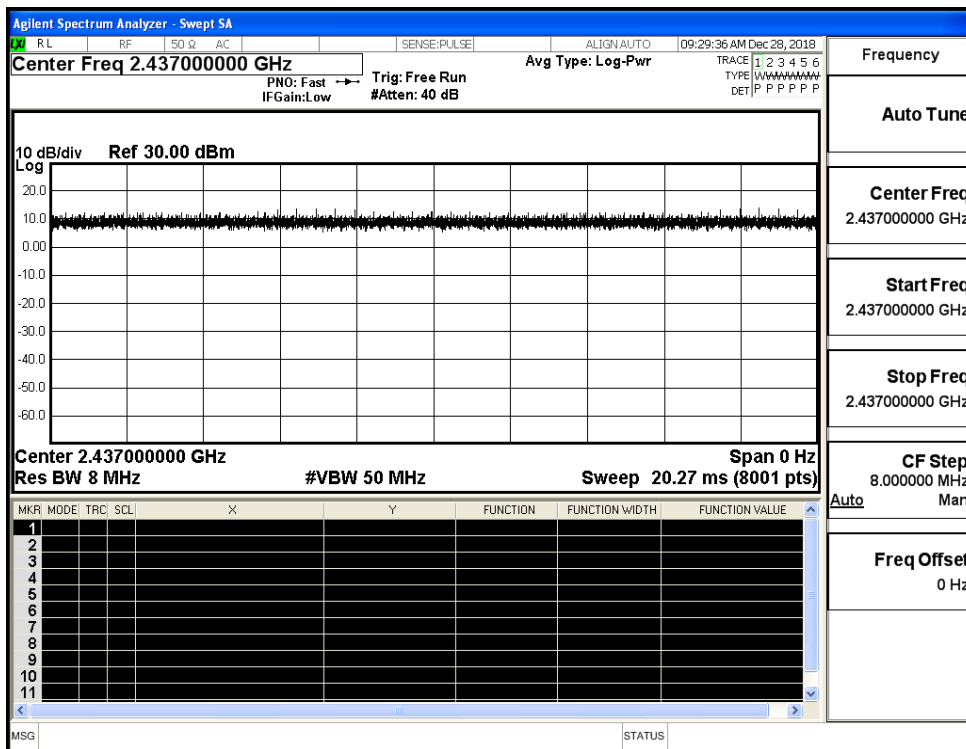 Agilent Spectrum Analyzer - Swept SA
LXI RL RF 50 Ω AC SENSE:PULSE ALIGN AUTO 09:29:36 AM Dec 28, 2018
Center Freq 2.437000000 GHz
PNO: Fast
IFGain:Low
Trig: Free Run
#Atten: 40 dB
Avg Type: Log-Pwr
TRACE 1 2 3 4 5 6
TYPE WWWWWW
DET P P P P P P
10 dB/div Ref 30.00 dBm
Log
20.0
10.0
0.00
-10.0
-20.0
-30.0
-40.0
-50.0
-60.0
Center 2.437000000 GHz Span 0 Hz
Res BW 8 MHz #VBW 50 MHz Sweep 20.27 ms (8001 pts)
MKR MODE TRC SCL X Y FUNCTION FUNCTION WIDTH FUNCTION VALUE
1
2
3
4
5
6
7
8
9
10
11
MSG STATUS
Frequency
Auto Tune
Center Freq
2.437000000 GHz
Start Freq
2.437000000 GHz
Stop Freq
2.437000000 GHz
CF Step
8.000000 MHz
Auto Man
Freq Offset
0 Hz